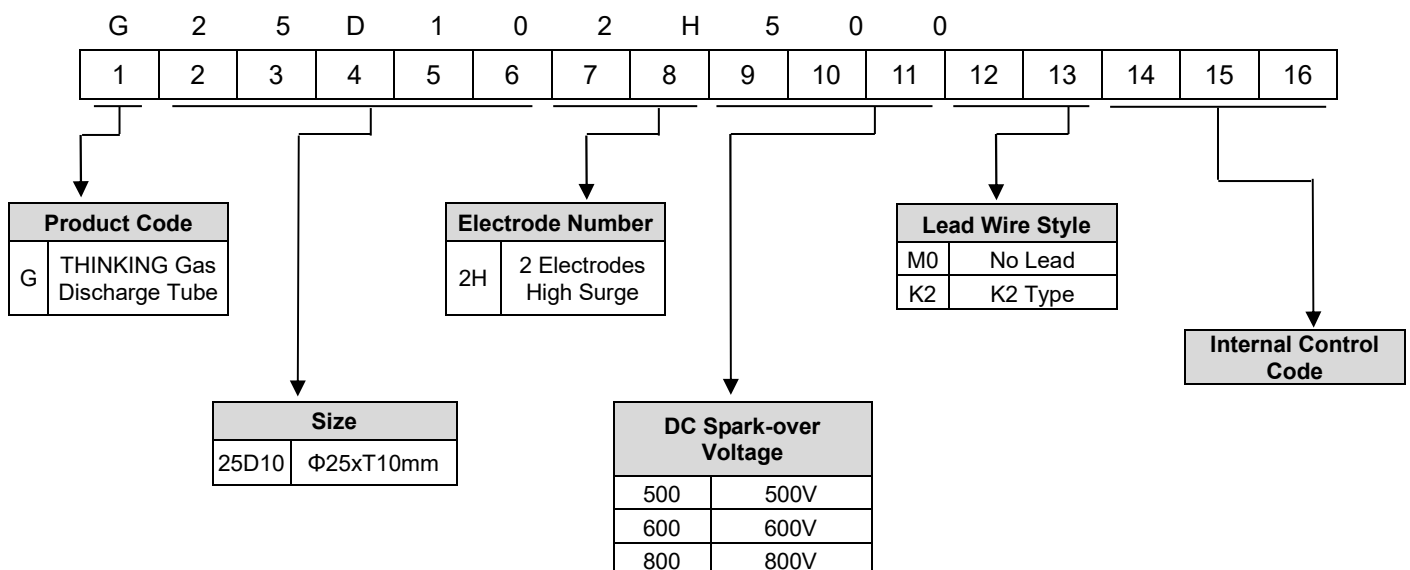 G 2 5 D 1 0 2 H 5 0 0
1 2 3 4 5 6 7 8 9 10 11 12 13 14 15 16
Product Code
G THINKING Gas
Discharge Tube
Electrode Number
2H 2 Electrodes
High Surge
Lead Wire Style
M0 No Lead
K2 K2 Type
Internal Control
Code
Size
25D10 Φ25xT10mm
DC Spark-over
Voltage
500 500V
600 600V
800 800V